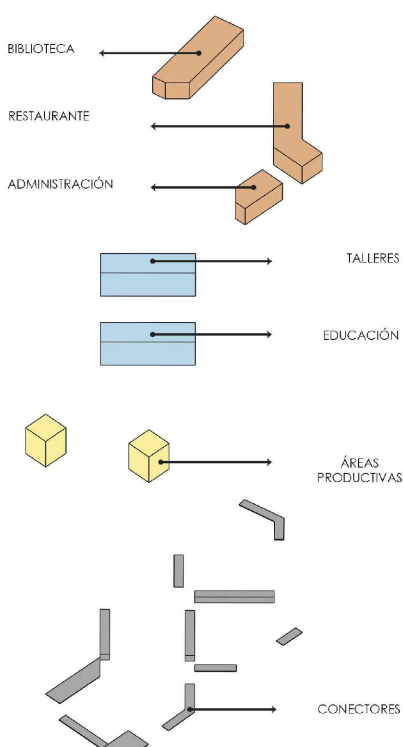 BIBLIOTECA
RESTAURANTE
ADMINISTRACIÓN
TALLERES
EDUCACIÓN
ÁREAS
PRODUCTIVAS
CONECTORES